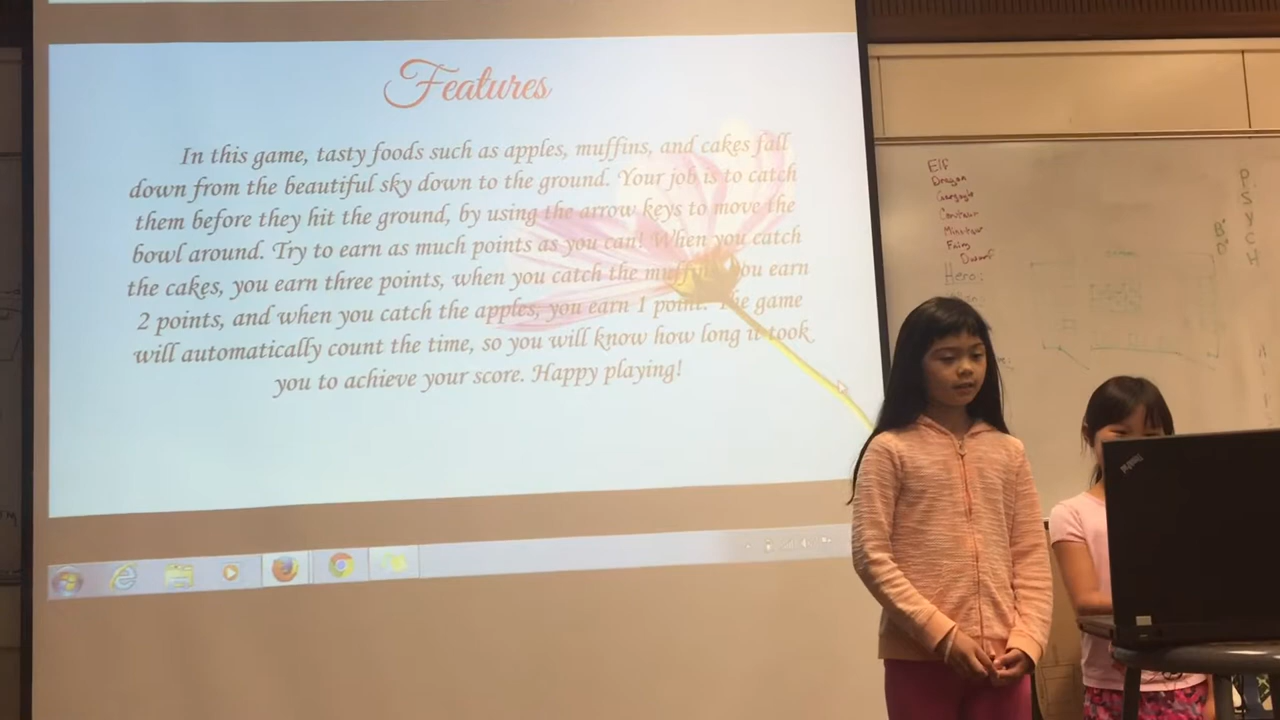 Features
In this game, tasty foods such as apples, muffins, and cakes fall
down from the beautiful sky down to the ground. Your job is to catch
them before they hit the ground, by using the arrow keys to move the
bowl around. Try to earn as much points as you can! When you catch
the cakes, you earn three points, when you catch the muffins you earn
2 points, and when you catch the apples, you earn 1 point. The game
will automatically count the time, so you will know how long it took
you to achieve your score. Happy playing!
Elf
Dragon
Gargoyle
Centaur
Minotaur
Fairy
Dwarf
Hero:
P.S.Y.C.H
ThinkPad